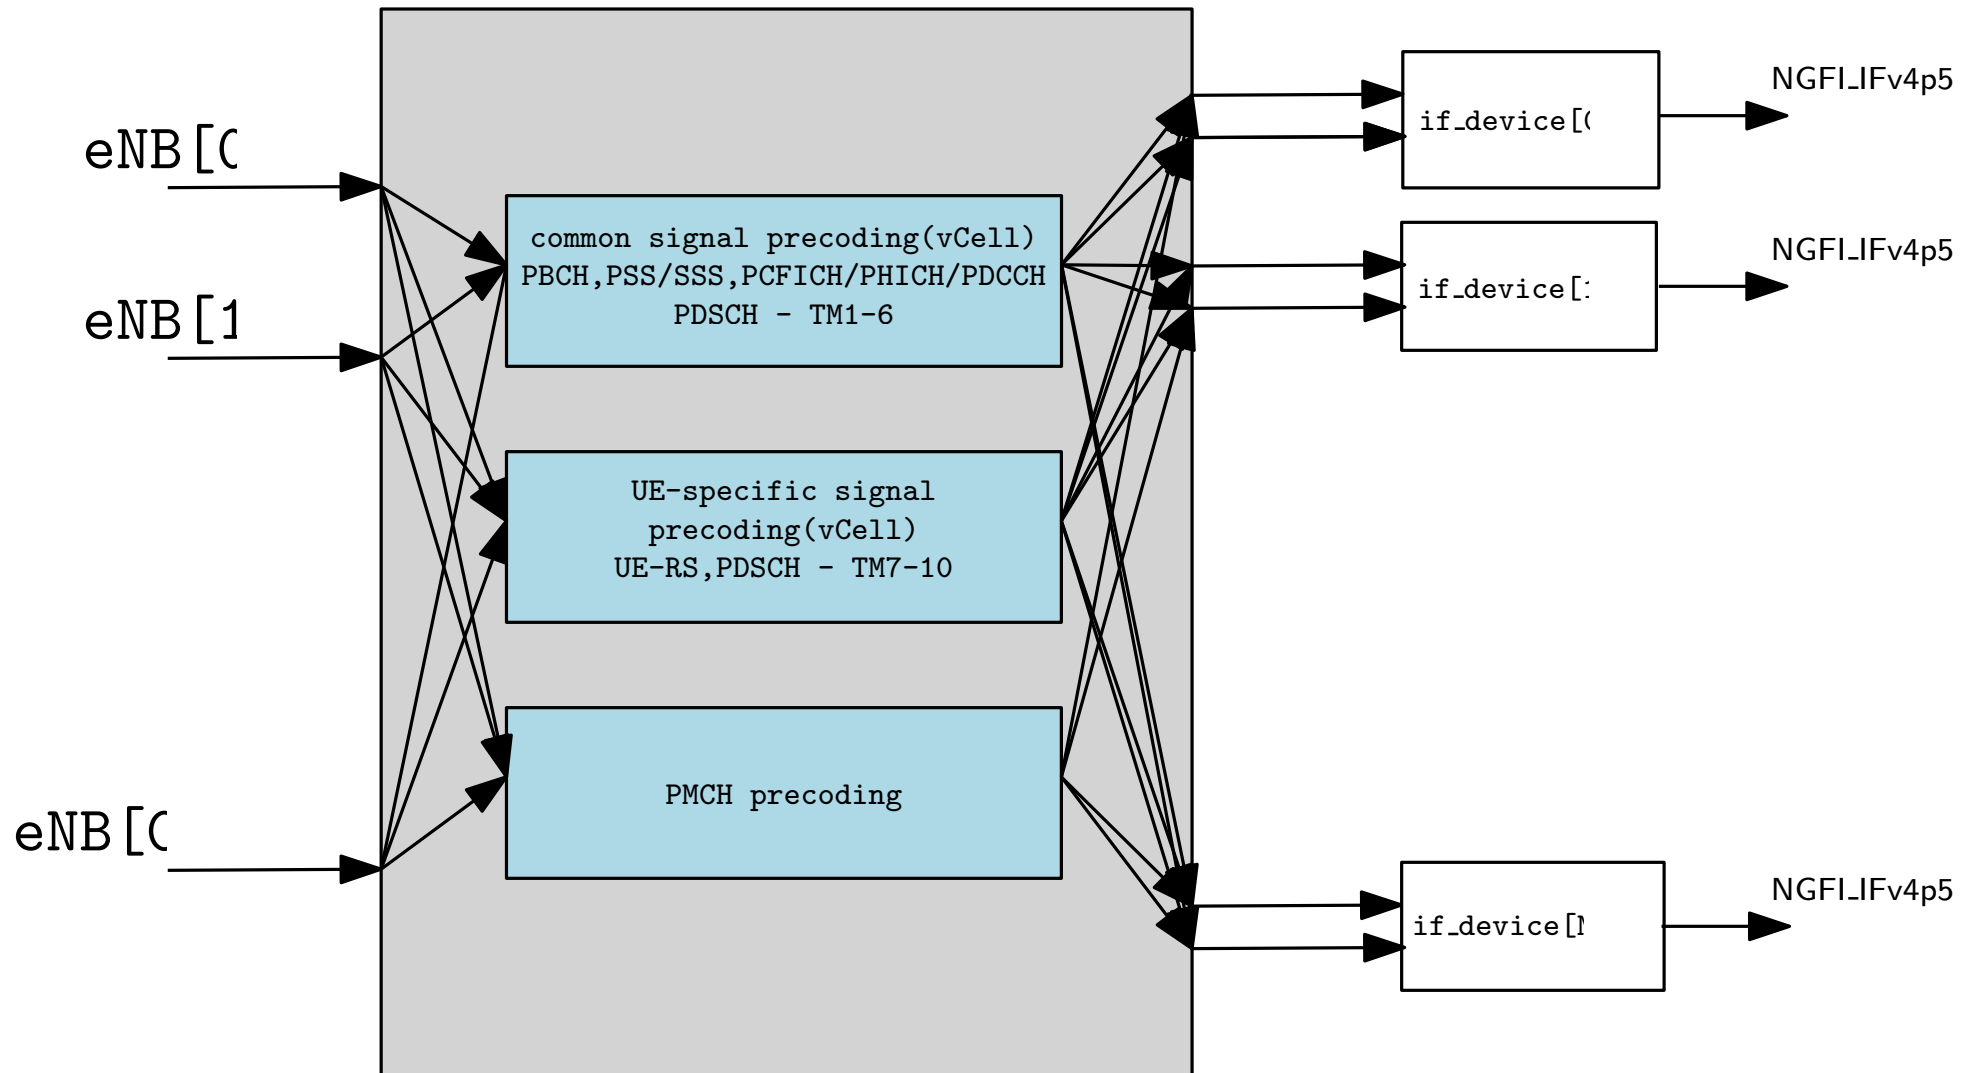 eNB[0
eNB[1
eNB[
common signal precoding(vCell)
PBCH,PSS/SSS,PCFICH/PHICH/PDCCH
PDSCH - TM1-6
UE-specific signal
precoding(vCell)
UE-RS,PDSCH - TM7-10
PMCH precoding
if_device[0
if_device[1
if_device[N
NGFI_IFv4p5
NGFI_IFv4p5
NGFI_IFv4p5